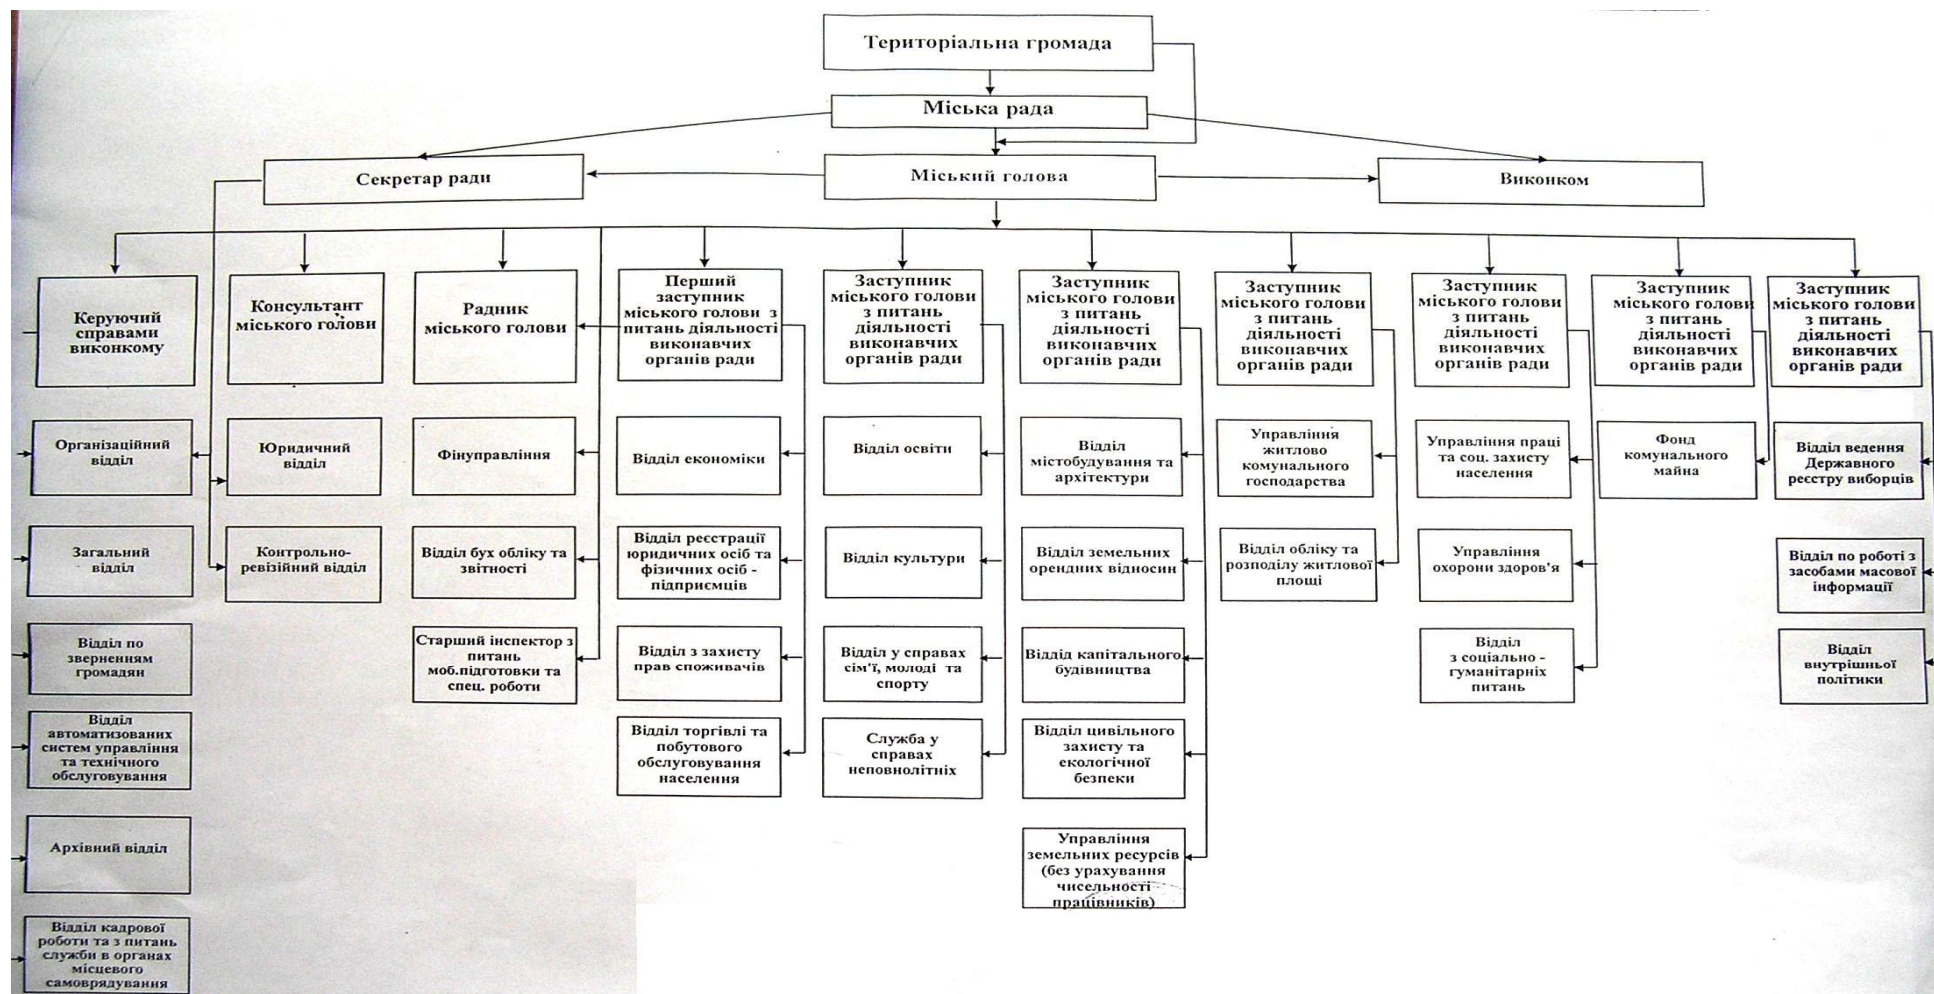 Територіальна громада
Міська рада
Секретар ради
Міський голова
Виконком
Керуючий
справами
виконкому
Консультант
міського голови
Радник
міського голови
Перший
заступник
міського голови з
питань діяльності
виконавчих
органів ради
Заступник
міського голови
з питань
діяльності
виконавчих
органів ради
Заступник
міського голови
з питань
діяльності
виконавчих
органів ради
Заступник
міського голови
з питань
діяльності
виконавчих
органів ради
Заступник
міського голови
з питань
діяльності
виконавчих
органів ради
Заступник
міського голови
з питань
діяльності
виконавчих
органів ради
Заступник
міського голови
з питань
діяльності
виконавчих
органів ради
Організаційний
відділ
Юридичний
відділ
Фінуправління
Відділ економіки
Відділ освіти
Відділ
містобудування та
архітектури
Управління
житлово
комунального
господарства
Управління праці
та соц. захисту
населення
Фонд
комунального
майна
Відділ ведення
Державного
реєстру виборців
Загальний
відділ
Контрольно-
ревізійний відділ
Відділ бух обліку та
звітності
Відділ реєстрації
юридичних осіб та
фізичних осіб -
підприємців
Відділ культури
Відділ земельних
орендних відносин
Відділ обліку та
розподілу житлової
площі
Управління
охорони здоров'я
Відділ по роботі з
засобами масової
інформації
Відділ по
зверненням
громадян
Старший інспектор з
питань
моб.підготовки та
спец. роботи
Відділ з захисту
прав споживачів
Відділ у справах
сім'ї, молоді та
спорту
Віддід капітального
будівництва
Відділ
з соціально -
гуманітарніх
питань
Відділ
внутрішньої
політики
Відділ
автоматизованих
систем управління
та технічного
обслуговування
Відділ торгівлі та
побутового
обслуговування
населення
Служба у
справах
неповнолітніх
Відділ цивільного
захисту та
екологічної
безпеки
Архівний відділ
Управління
земельних ресурсів
(без урахування
чисельності
працівників)
Відділ кадрової
роботи та з питань
служби в органах
місцевого
самоврядування